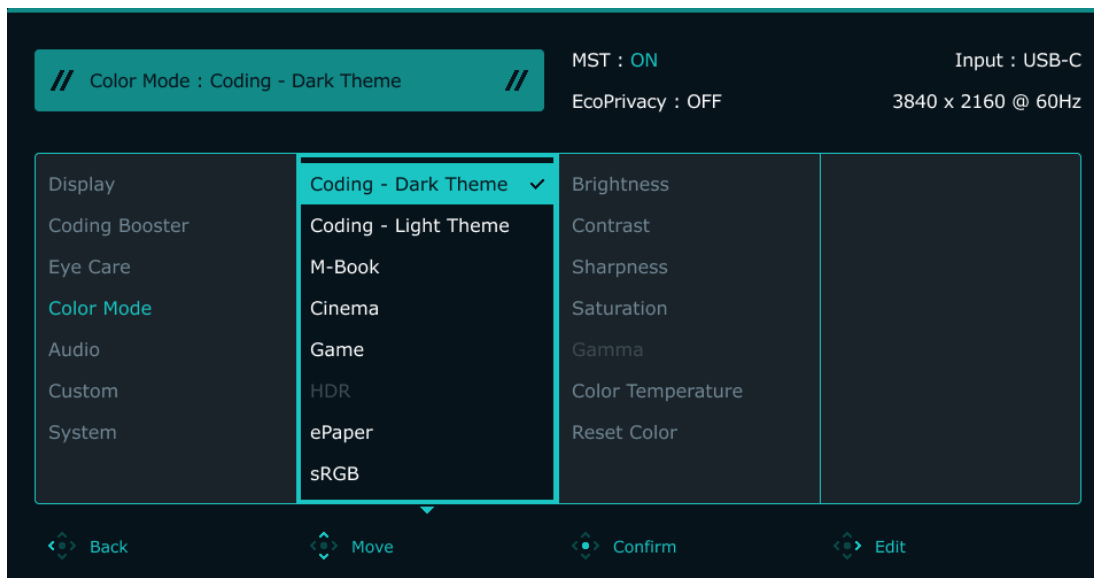 Color Mode : Coding - Dark Theme
MST : ON
Input : USB-C
EcoPrivacy : OFF
3840 x 2160 @ 60Hz
Display
Coding Booster
Eye Care
Color Mode
Audio
Custom
System
Coding - Dark Theme
Coding - Light Theme
M-Book
Cinema
Game
HDR
ePaper
sRGB
Brightness
Contrast
Sharpness
Saturation
Gamma
Color Temperature
Reset Color
Back
Move
Confirm
Edit